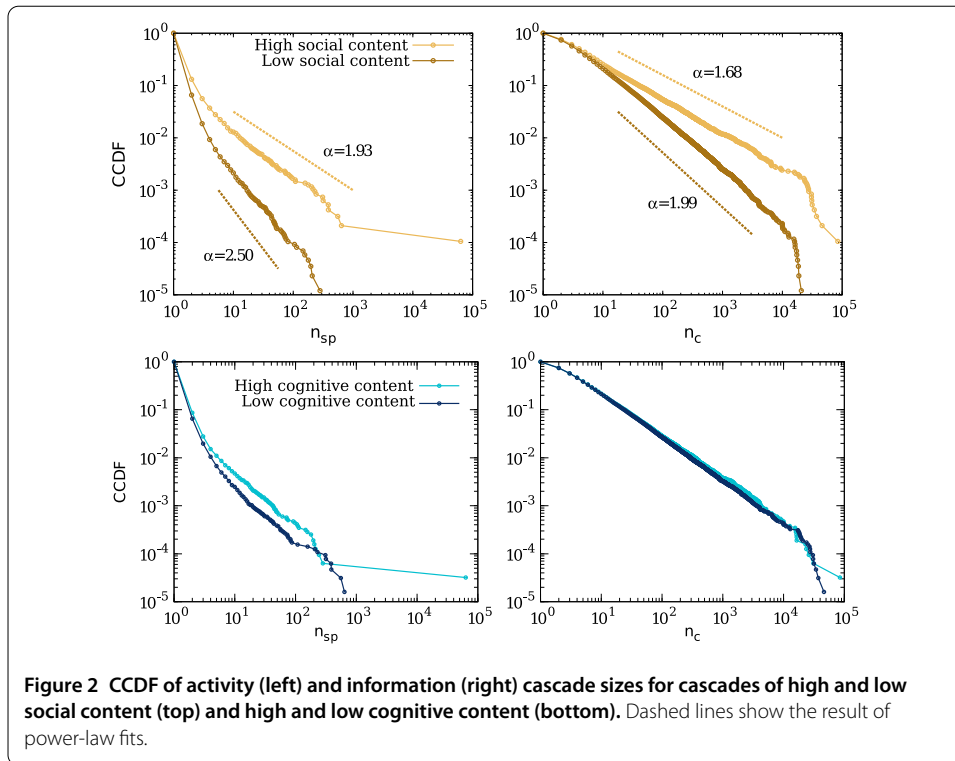 10^0
10^-1
10^-2
10^-3
10^-4
10^-5
CCDF
High social content
Low social content
α=1.93
α=2.50
10^0 10^1 10^2 10^3 10^4 10^5
n_sp
10^0
10^-1
10^-2
10^-3
10^-4
10^-5
α=1.68
α=1.99
10^0 10^1 10^2 10^3 10^4 10^5
n_c
10^0
10^-1
10^-2
10^-3
10^-4
10^-5
CCDF
High cognitive content
Low cognitive content
10^0 10^1 10^2 10^3 10^4 10^5
n_sp
10^0
10^-1
10^-2
10^-3
10^-4
10^-5
10^0 10^1 10^2 10^3 10^4 10^5
n_c
Figure 2 CCDF of activity (left) and information (right) cascade sizes for cascades of high and low
social content (top) and high and low cognitive content (bottom). Dashed lines show the result of
power-law fits.